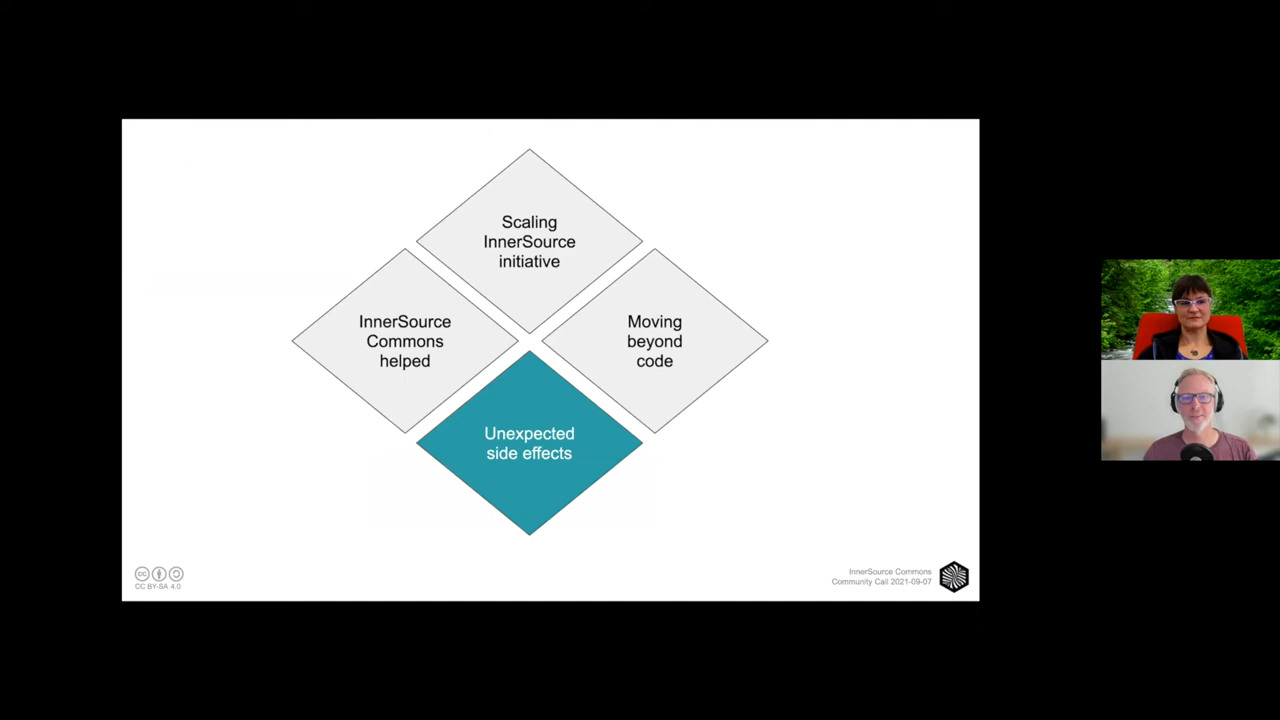 Scaling
InnerSource
initiative
InnerSource
Commons
helped
Moving
beyond
code
Unexpected
side effects
CC BY-SA 4.0
InnerSource Commons
Community Call 2021-09-07